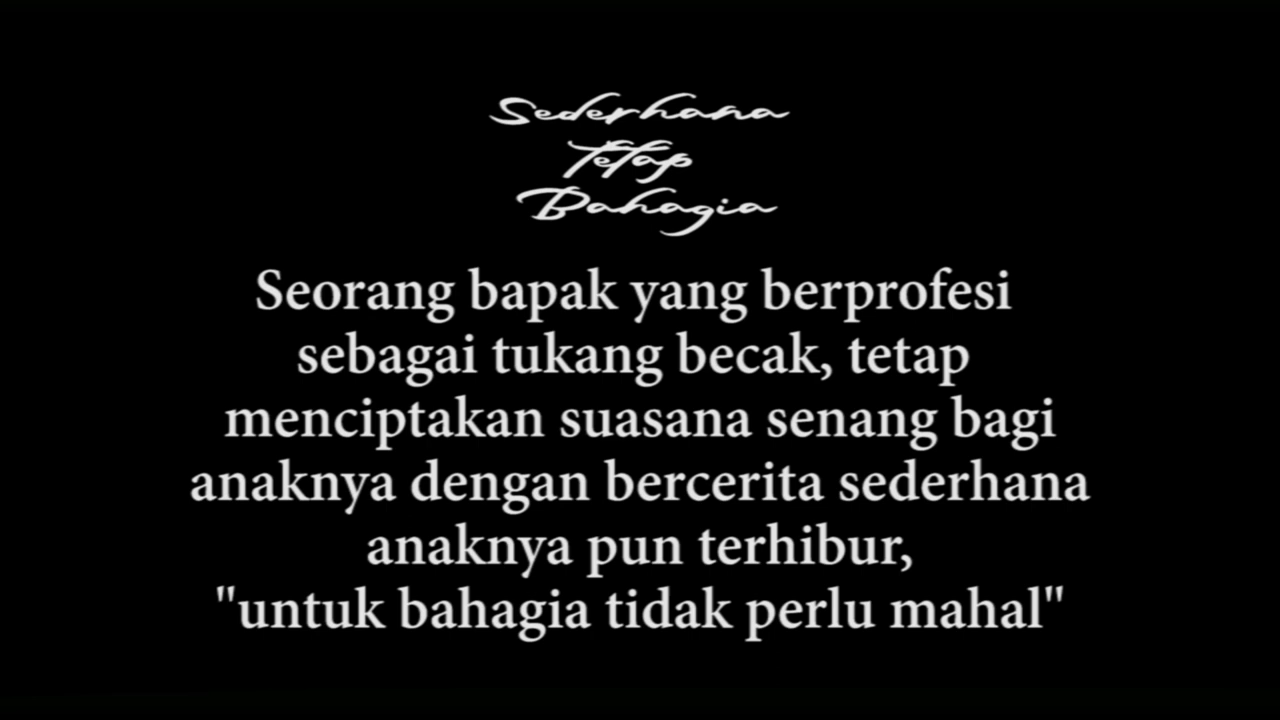 Sederhana
Tetap
Bahagia
Seorang bapak yang berprofesi
sebagai tukang becak, tetap
menciptakan suasana senang bagi
anaknya dengan bercerita sederhana
anaknya pun terhibur,
"untuk bahagia tidak perlu mahal"